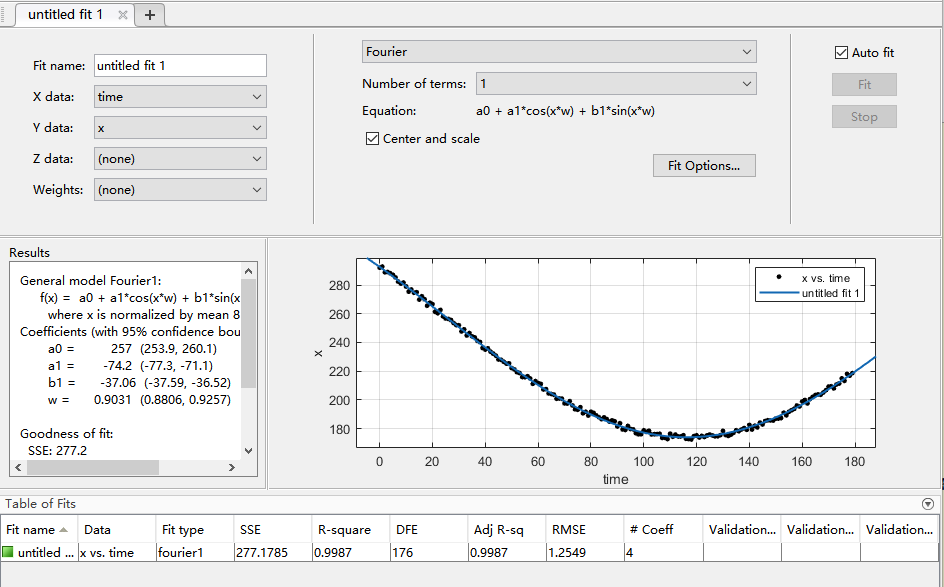 untitled fit 1
Fit name: untitled fit 1
X data: time
Y data: x
Z data: (none)
Weights: (none)
Fourier
Number of terms: 1
Equation: a0 + a1*cos(x*w) + b1*sin(x*w)
Center and scale
Fit Options...
Auto fit
Fit
Stop
Results
General model Fourier1:
f(x) = a0 + a1*cos(x*w) + b1*sin(x
where x is normalized by mean 8
Coefficients (with 95% confidence bou
a0 = 257 (253.9, 260.1)
a1 = -74.2 (-77.3, -71.1)
b1 = -37.06 (-37.59, -36.52)
w = 0.9031 (0.8806, 0.9257)
Goodness of fit:
SSE: 277.2
x vs. time
untitled fit 1
280
260
240
220
200
180
x
0 20 40 60 80 100 120 140 160 180
time
Table of Fits
Fit name Data Fit type SSE R-square DFE Adj R-sq RMSE # Coeff Validation... Validation... Validation...
untitled ... x vs. time fourier1 277.1785 0.9987 176 0.9987 1.2549 4